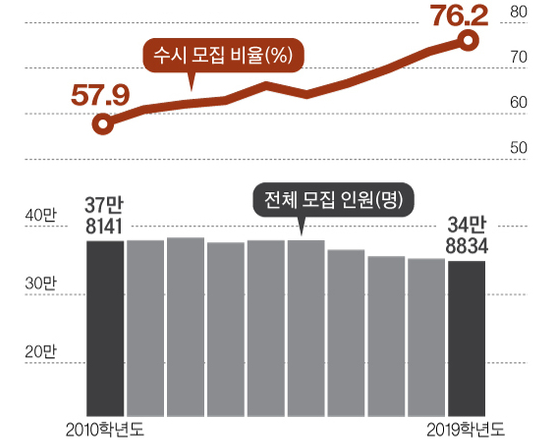 76.2
80
수시 모집 비율(%)
70
57.9
60
50
전체 모집 인원(명)
40만
37만
8141
34만
8834
30만
20만
2010학년도
2019학년도